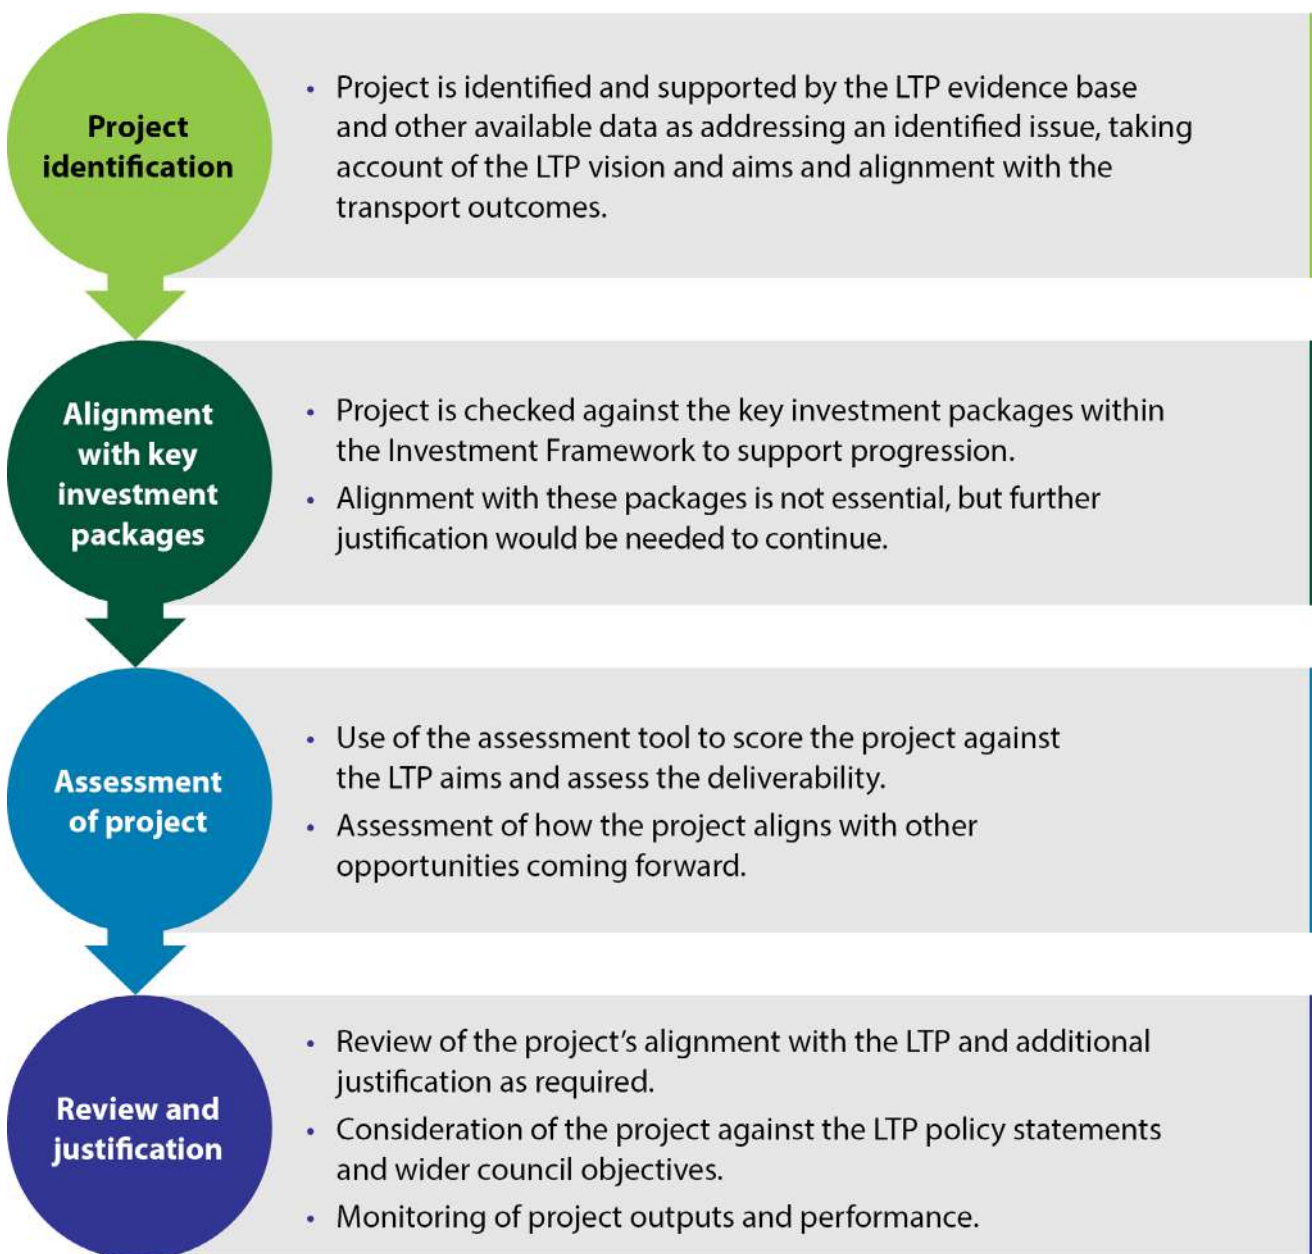 Project
identification
• Project is identified and supported by the LTP evidence base
and other available data as addressing an identified issue, taking
account of the LTP vision and aims and alignment with the
transport outcomes.
Alignment
with key
investment
packages
• Project is checked against the key investment packages within
the Investment Framework to support progression.
• Alignment with these packages is not essential, but further
justification would be needed to continue.
Assessment
of project
• Use of the assessment tool to score the project against
the LTP aims and assess the deliverability.
• Assessment of how the project aligns with other
opportunities coming forward.
Review and
justification
• Review of the project’s alignment with the LTP and additional
justification as required.
• Consideration of the project against the LTP policy statements
and wider council objectives.
• Monitoring of project outputs and performance.